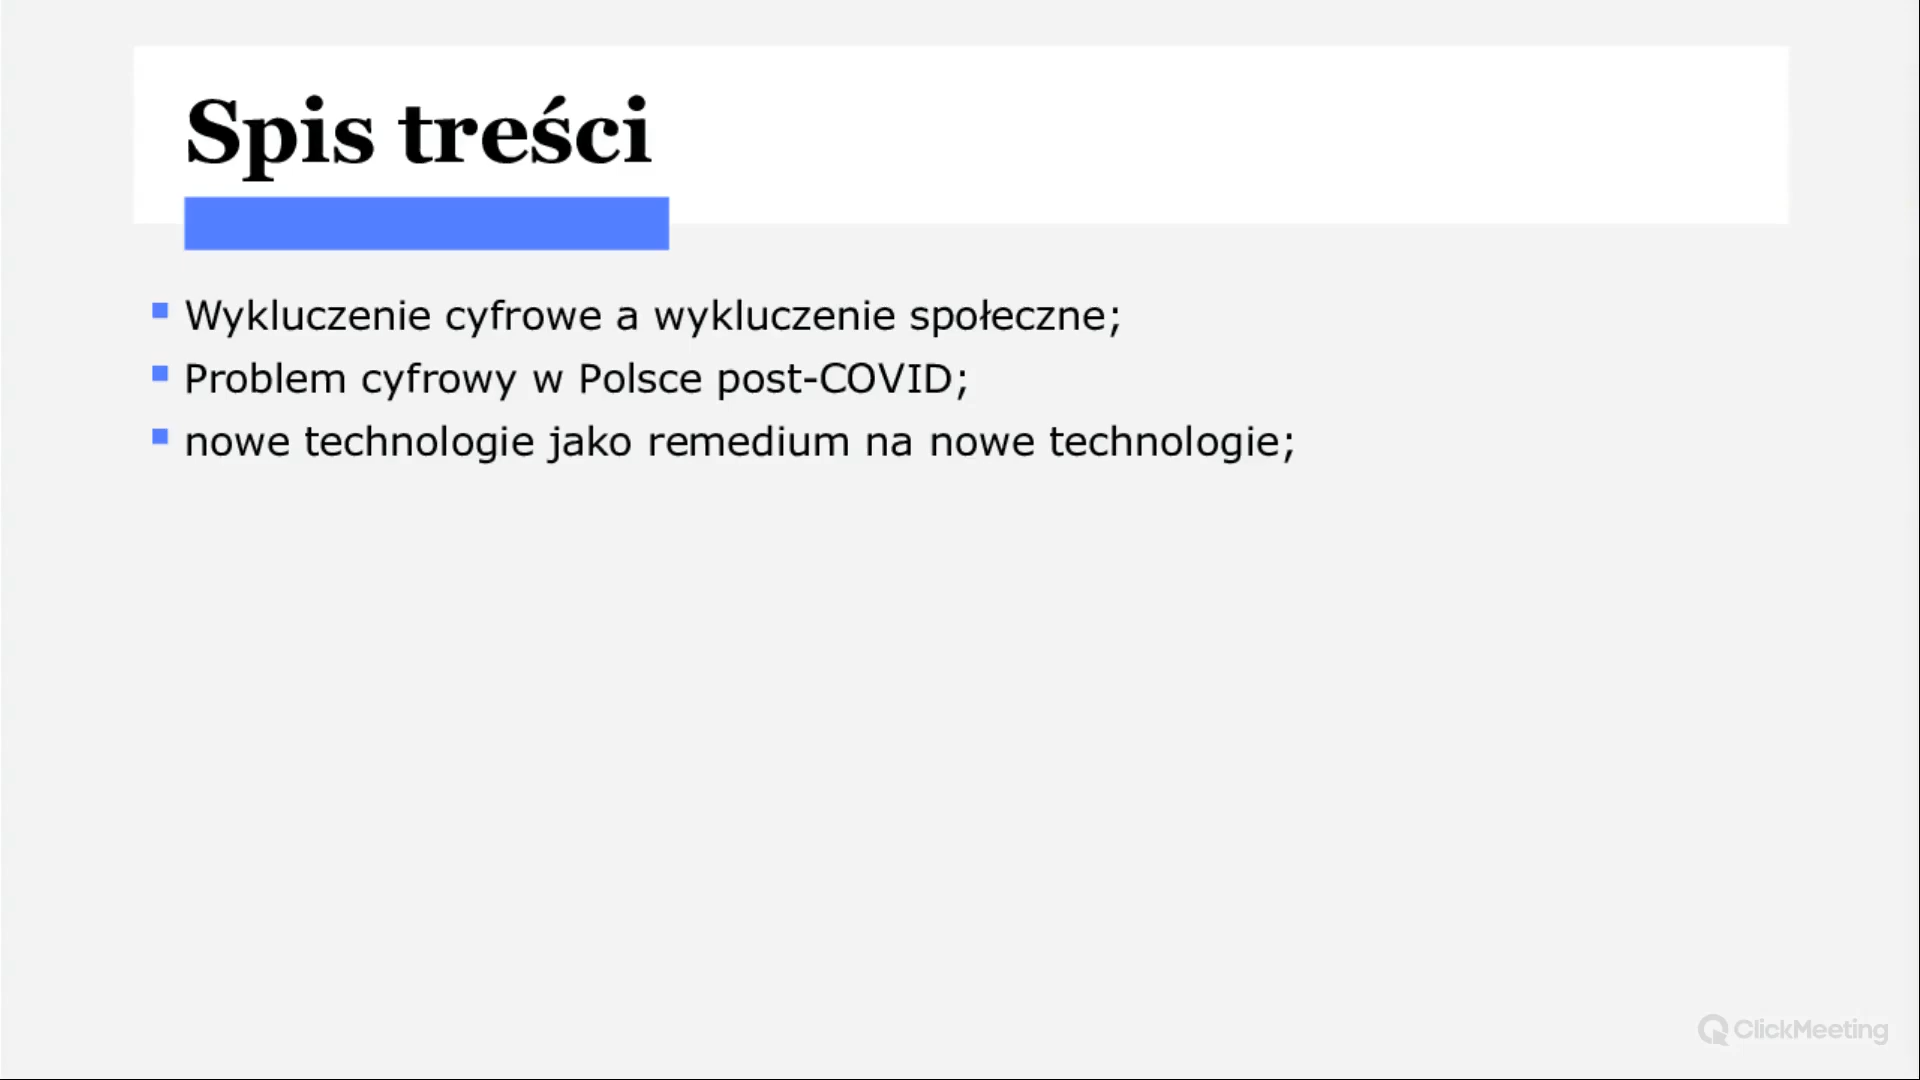 Spis treści
Wykluczenie cyfrowe a wykluczenie społeczne;
Problem cyfrowy w Polsce post-COVID;
nowe technologie jako remedium na nowe technologie;
ClickMeeting